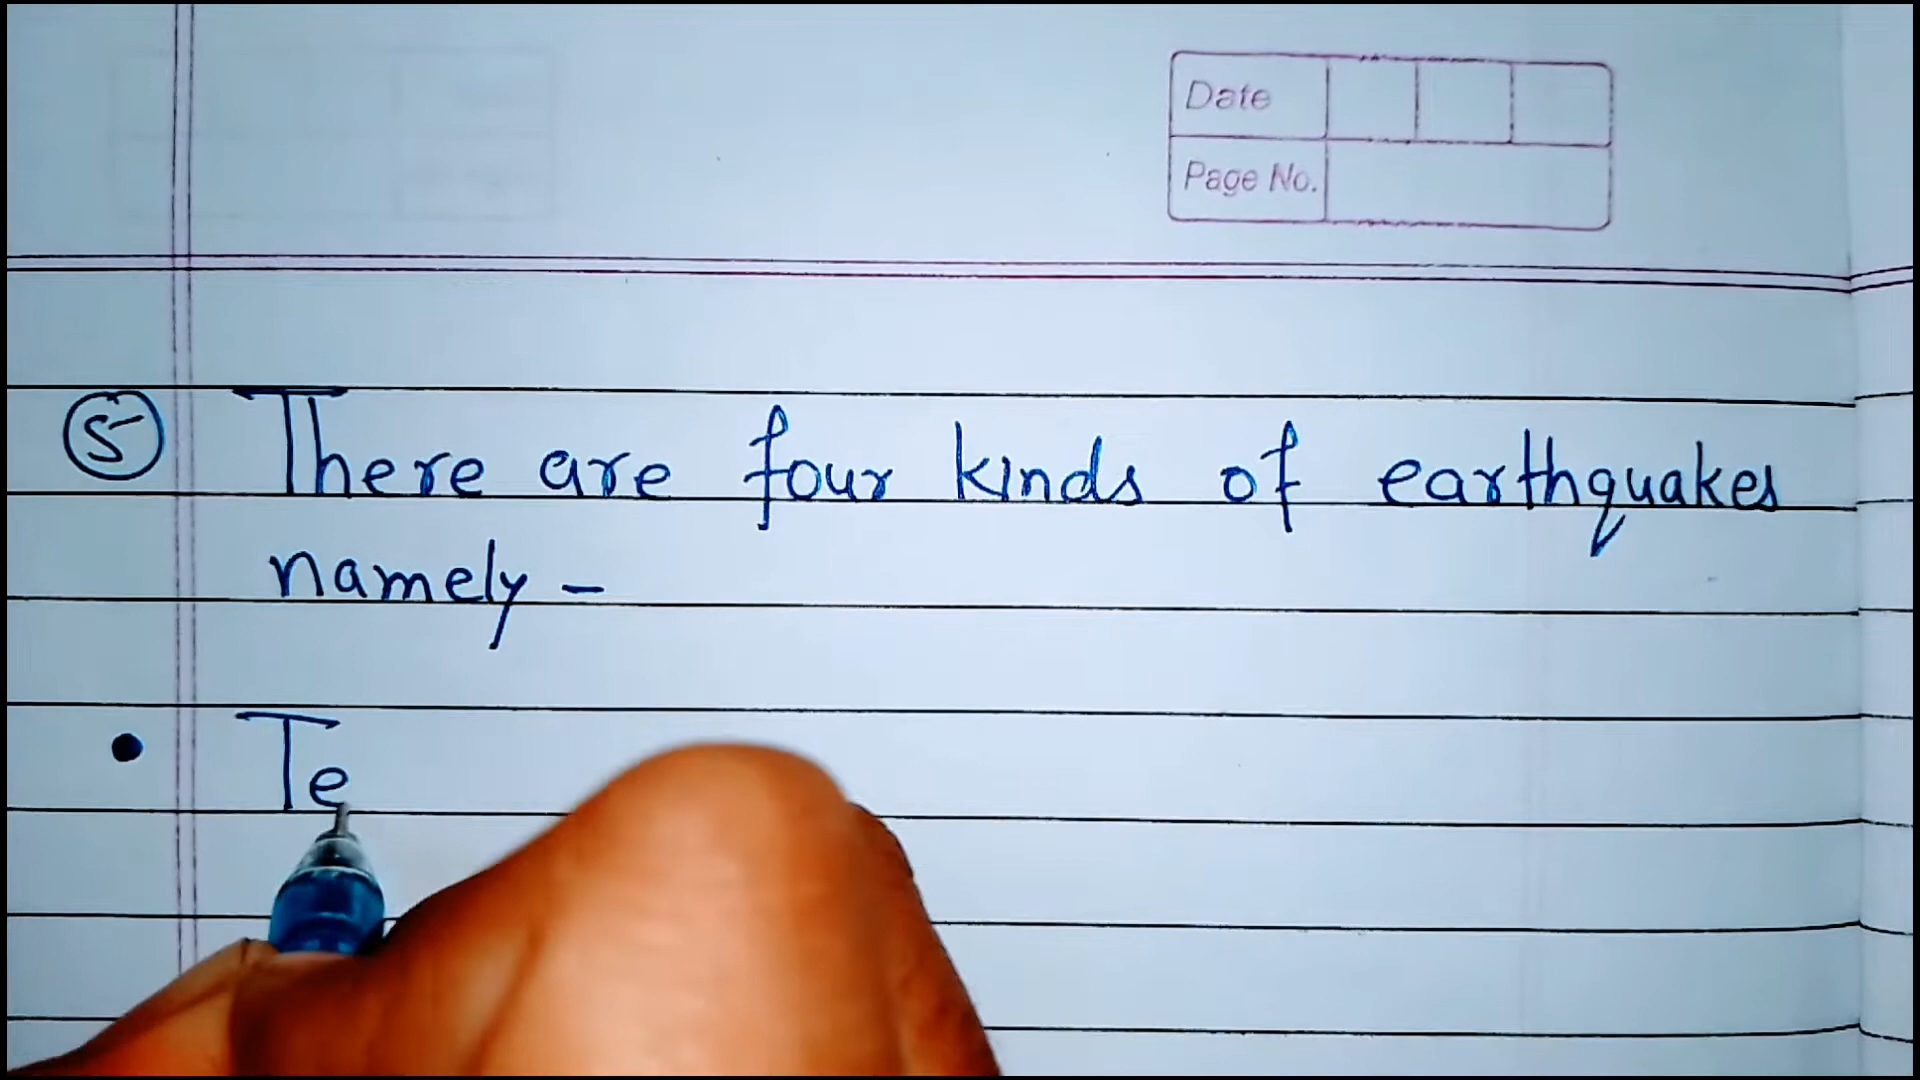 Date
Page No.
5 There are four kinds of earthquakes
namely -
• Te